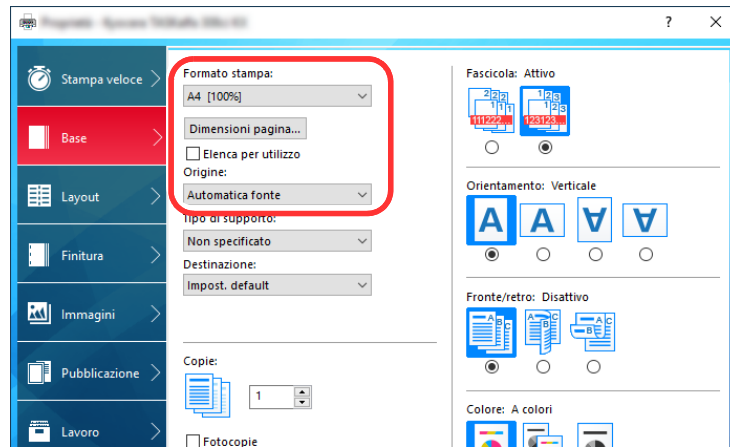 ? ×
Stampa veloce
Base
Layout
Finitura
Immagini
Pubblicazione
Lavoro
Formato stampa:
A4 [100%]
Dimensioni pagina...
Elenca per utilizzo
Origine:
Automatica fonte
Tipo di supporto:
Non specificato
Destinazione:
Impost. default
Copie:
1
Fotocopie
Fascicola: Attivo
111222...
123123...
Orientamento: Verticale
A A A A
Fronte/retro: Disattivo
Colore: A colori